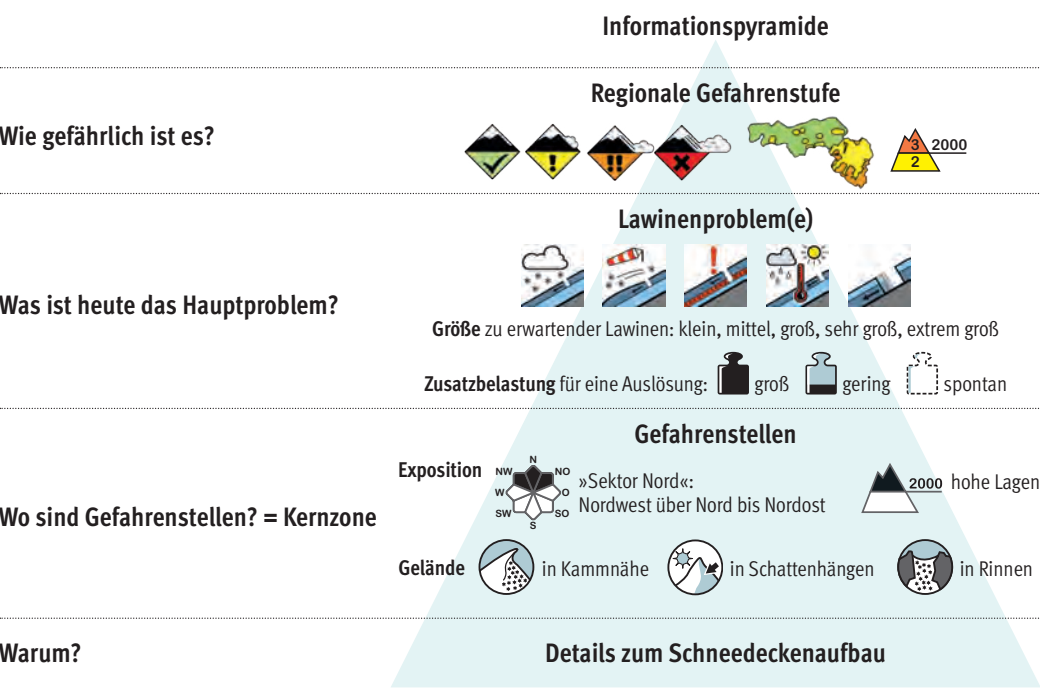 Informationspyramide
Regionale Gefahrenstufe
Wie gefährlich ist es?
3 2000
2
Lawinenproblem(e)
Was ist heute das Hauptproblem?
Größe zu erwartender Lawinen: klein, mittel, groß, sehr groß, extrem groß
Zusatzbelastung für eine Auslösung: groß gering spontan
Gefahrenstellen
Exposition
N
NW NO
W O
SW SO
S
»Sektor Nord«:
Nordwest über Nord bis Nordost
2000 hohe Lagen
Wo sind Gefahrenstellen? = Kernzone
Gelände in Kammnähe in Schattenhängen in Rinnen
Warum?
Details zum Schneedeckenaufbau